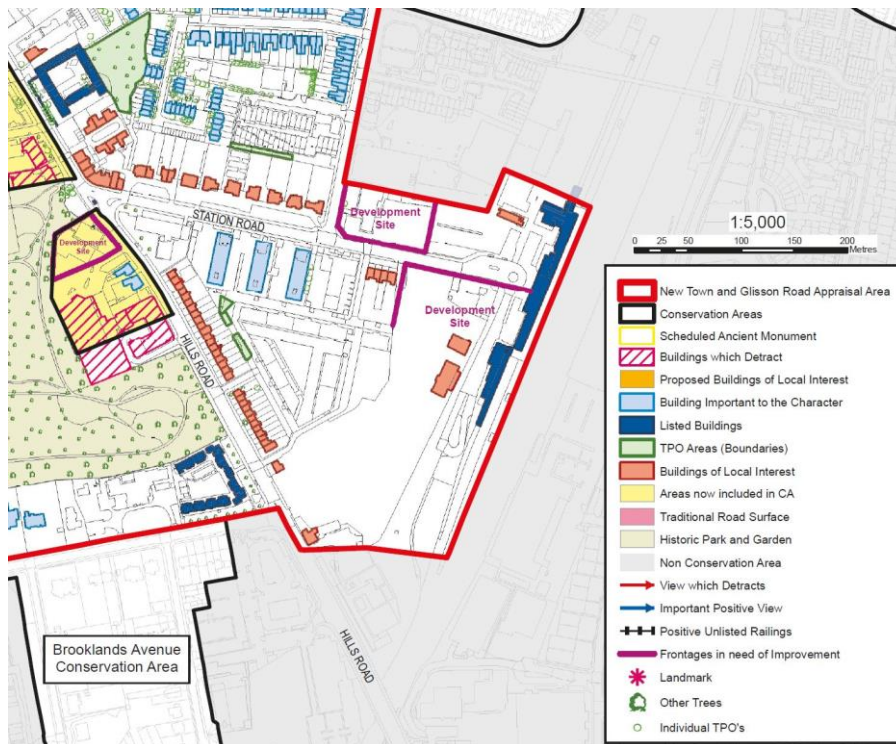 Development
Site
STATION ROAD
Development
Site
Development
Site
HILLS ROAD
Brooklands Avenue
Conservation Area
HILLS ROAD
1:5,000
0 25 50 100 150 200
Metres
New Town and Glisson Road Appraisal Area
Conservation Areas
Scheduled Ancient Monument
Buildings which Detract
Proposed Buildings of Local Interest
Building Important to the Character
Listed Buildings
TPO Areas (Boundaries)
Buildings of Local Interest
Areas now included in CA
Traditional Road Surface
Historic Park and Garden
Non Conservation Area
View which Detracts
Important Positive View
Positive Unlisted Railings
Frontages in need of Improvement
Landmark
Other Trees
Individual TPO's